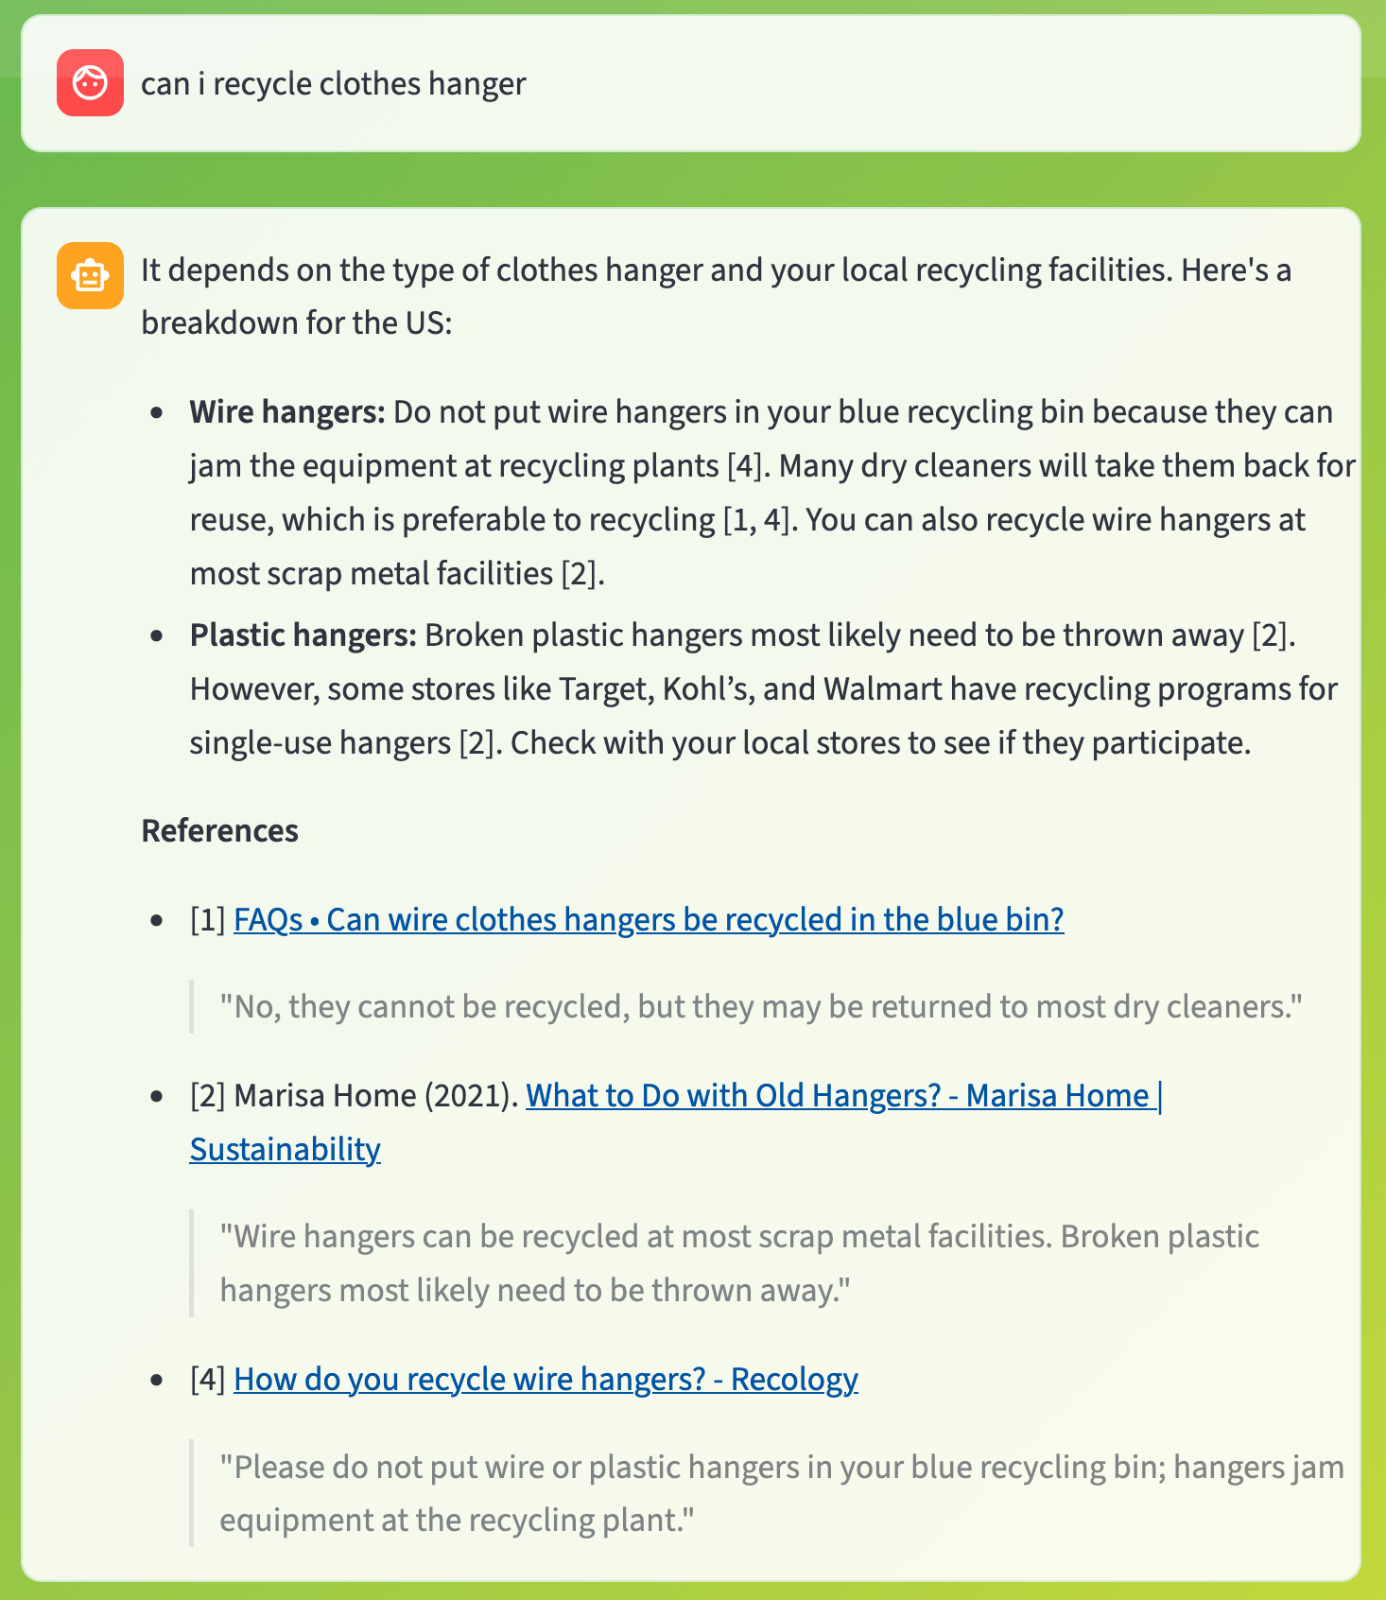 can i recycle clothes hanger
It depends on the type of clothes hanger and your local recycling facilities. Here's a
breakdown for the US:
• Wire hangers: Do not put wire hangers in your blue recycling bin because they can
jam the equipment at recycling plants [4]. Many dry cleaners will take them back for
reuse, which is preferable to recycling [1, 4]. You can also recycle wire hangers at
most scrap metal facilities [2].
• Plastic hangers: Broken plastic hangers most likely need to be thrown away [2].
However, some stores like Target, Kohl’s, and Walmart have recycling programs for
single-use hangers [2]. Check with your local stores to see if they participate.
References
• [1] FAQs • Can wire clothes hangers be recycled in the blue bin?
"No, they cannot be recycled, but they may be returned to most dry cleaners."
• [2] Marisa Home (2021). What to Do with Old Hangers? - Marisa Home |
Sustainability
"Wire hangers can be recycled at most scrap metal facilities. Broken plastic
hangers most likely need to be thrown away."
• [4] How do you recycle wire hangers? - Recology
"Please do not put wire or plastic hangers in your blue recycling bin; hangers jam
equipment at the recycling plant."